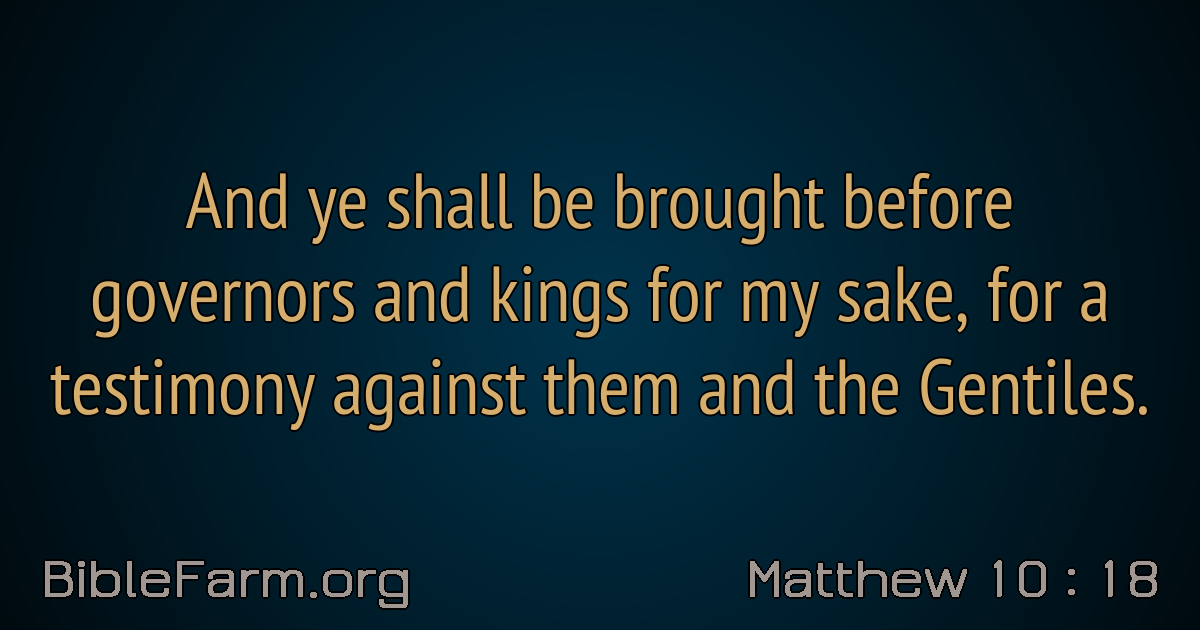 And ye shall be brought before
governors and kings for my sake, for a
testimony against them and the Gentiles.
BibleFarm.org
Matthew 10 : 18